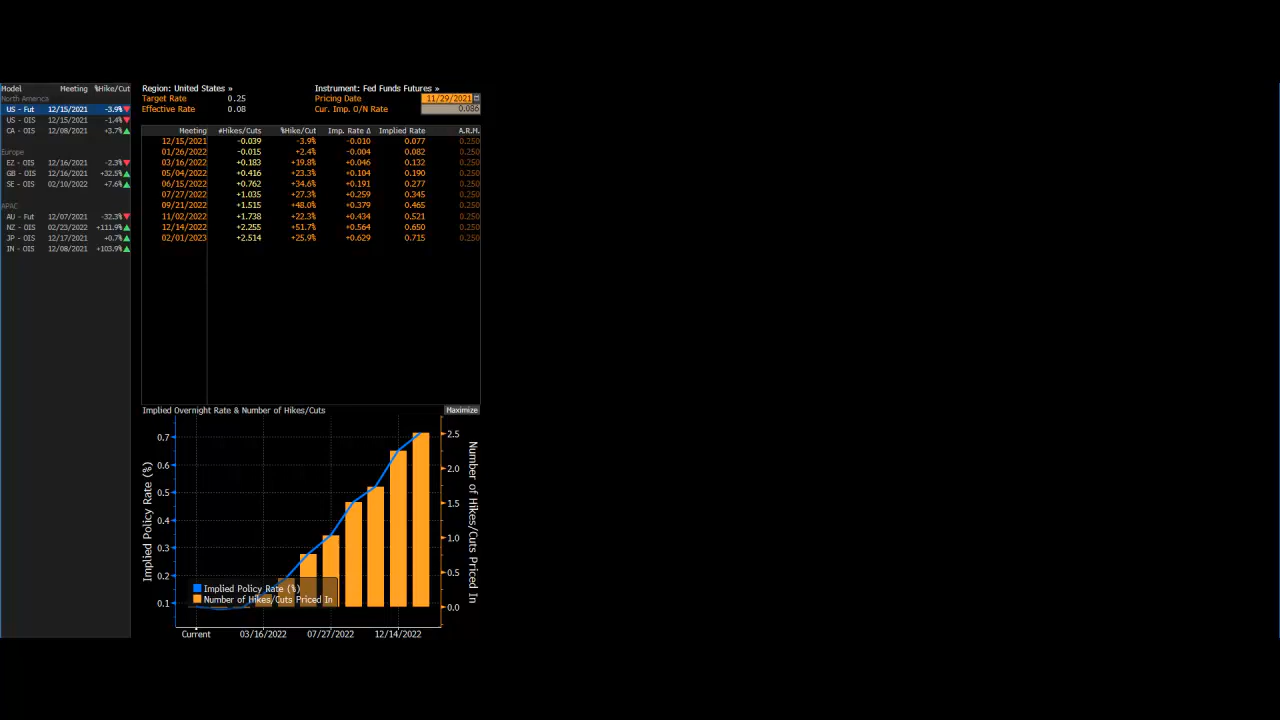 Model Meeting %Hike/Cut
North America
US - Fut 12/15/2021 -3.9%
US - OIS 12/15/2021 -1.4%
CA - OIS 12/08/2021 +3.7%
Europe
EZ - OIS 12/16/2021 -2.3%
GB - OIS 12/16/2021 +32.5%
SE - OIS 02/10/2022 +7.6%
APAC
AU - Fut 12/07/2021 -32.3%
NZ - OIS 02/23/2022 +111.9%
JP - OIS 12/17/2021 +0.7%
IN - OIS 12/08/2021 +103.9%
Region: United States » Instrument: Fed Funds Futures »
Target Rate 0.25 Pricing Date 11/29/2021
Effective Rate 0.08 Cur. Imp. O/N Rate 0.086
Meeting #Hikes/Cuts %Hike/Cut Imp. Rate Δ Implied Rate A.R.M.
12/15/2021 -0.039 -3.9% -0.010 0.077 0.250
01/26/2022 -0.015 +2.4% -0.004 0.082 0.250
03/16/2022 +0.183 +19.8% +0.046 0.132 0.250
05/04/2022 +0.416 +23.3% +0.104 0.190 0.250
06/15/2022 +0.762 +34.6% +0.191 0.277 0.250
07/27/2022 +1.035 +27.3% +0.259 0.345 0.250
09/21/2022 +1.515 +48.0% +0.379 0.465 0.250
11/02/2022 +1.738 +22.3% +0.434 0.521 0.250
12/14/2022 +2.255 +51.7% +0.564 0.650 0.250
02/01/2023 +2.514 +25.9% +0.629 0.715 0.250
Implied Overnight Rate & Number of Hikes/Cuts Maximize
Implied Policy Rate (%)
0.7
0.6
0.5
0.4
0.3
0.2
0.1
Implied Policy Rate (%)
Number of Hikes/Cuts Priced In
2.5
2.0
1.5
1.0
0.5
0.0
Number of Hikes/Cuts Priced In
Current 03/16/2022 07/27/2022 12/14/2022